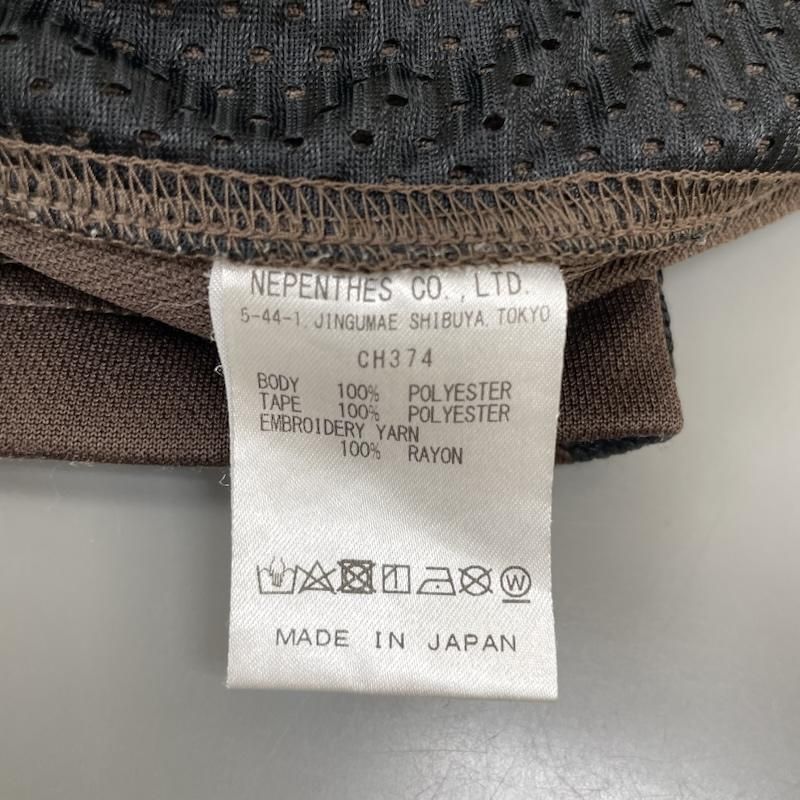 NEPENTHES CO.,LTD.
5-44-1, JINGUMAE SHIBUYA, TOKYO
CH374
BODY 100% POLYESTER
TAPE 100% POLYESTER
EMBROIDERY YARN
100% RAYON
W
MADE IN JAPAN